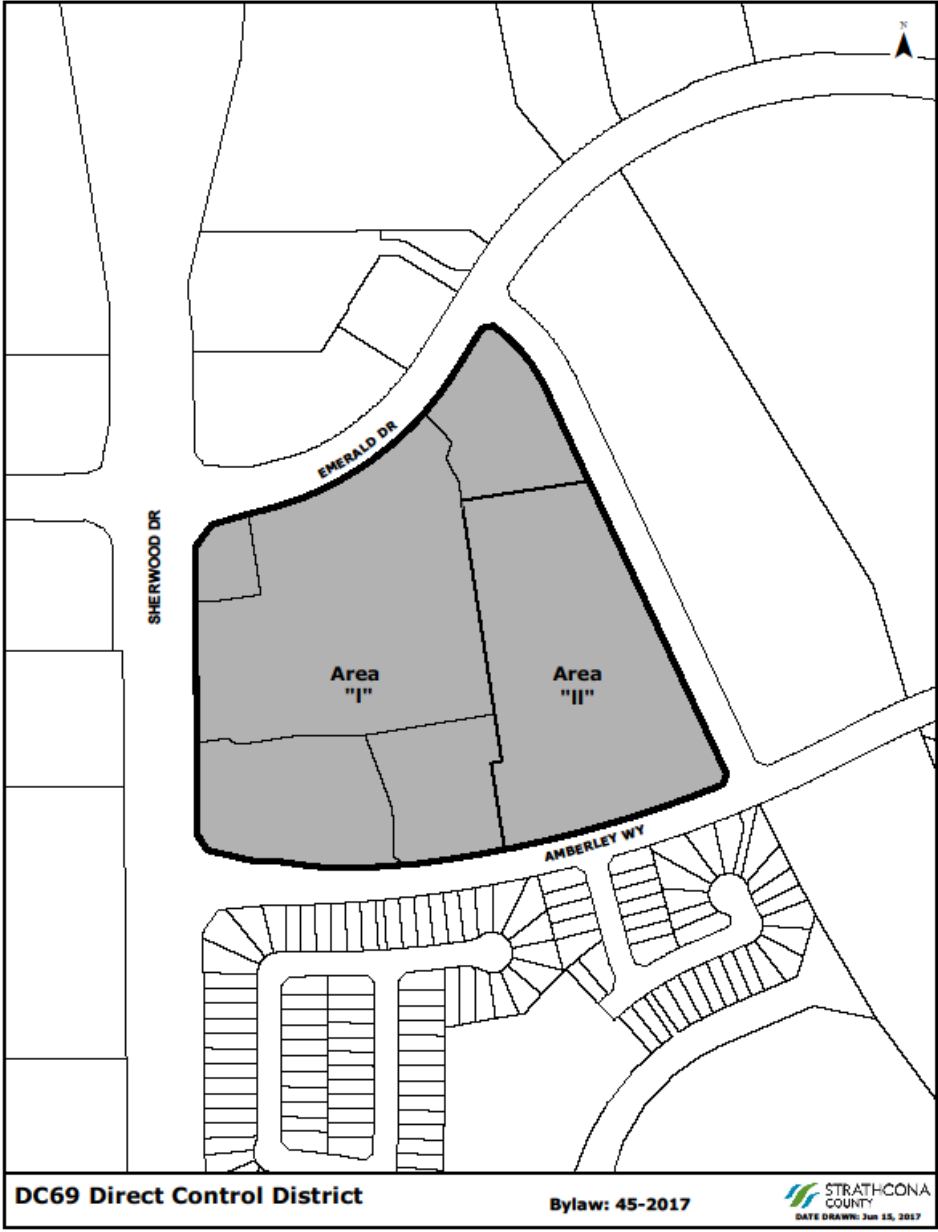 N
EMERALD DR
SHERWOOD DR
Area
"I"
Area
"II"
AMBERLEY WY
DC69 Direct Control District
Bylaw: 45-2017
STRATHCONA
COUNTY
DATE DRAWN: Jun 15, 2017